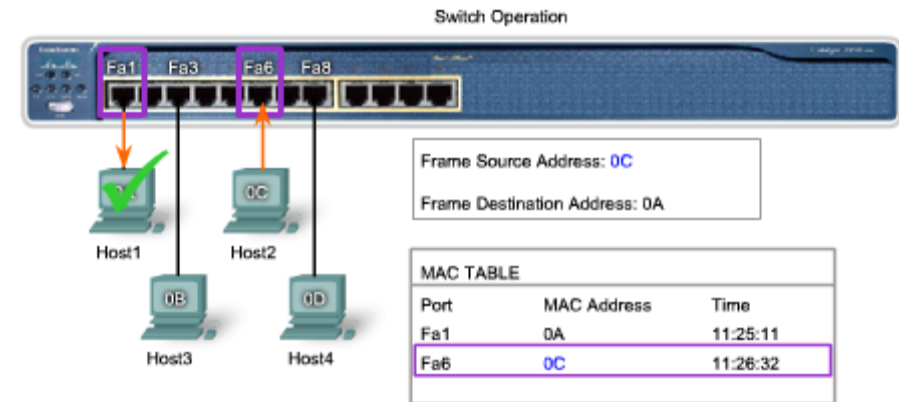 Switch Operation
Fa1 Fa3 Fa6 Fa8
0C
Host1 Host2
0B 0D
Host3 Host4
Frame Source Address: 0C
Frame Destination Address: 0A
MAC TABLE
Port MAC Address Time
Fa1 0A 11:25:11
Fa6 0C 11:26:32